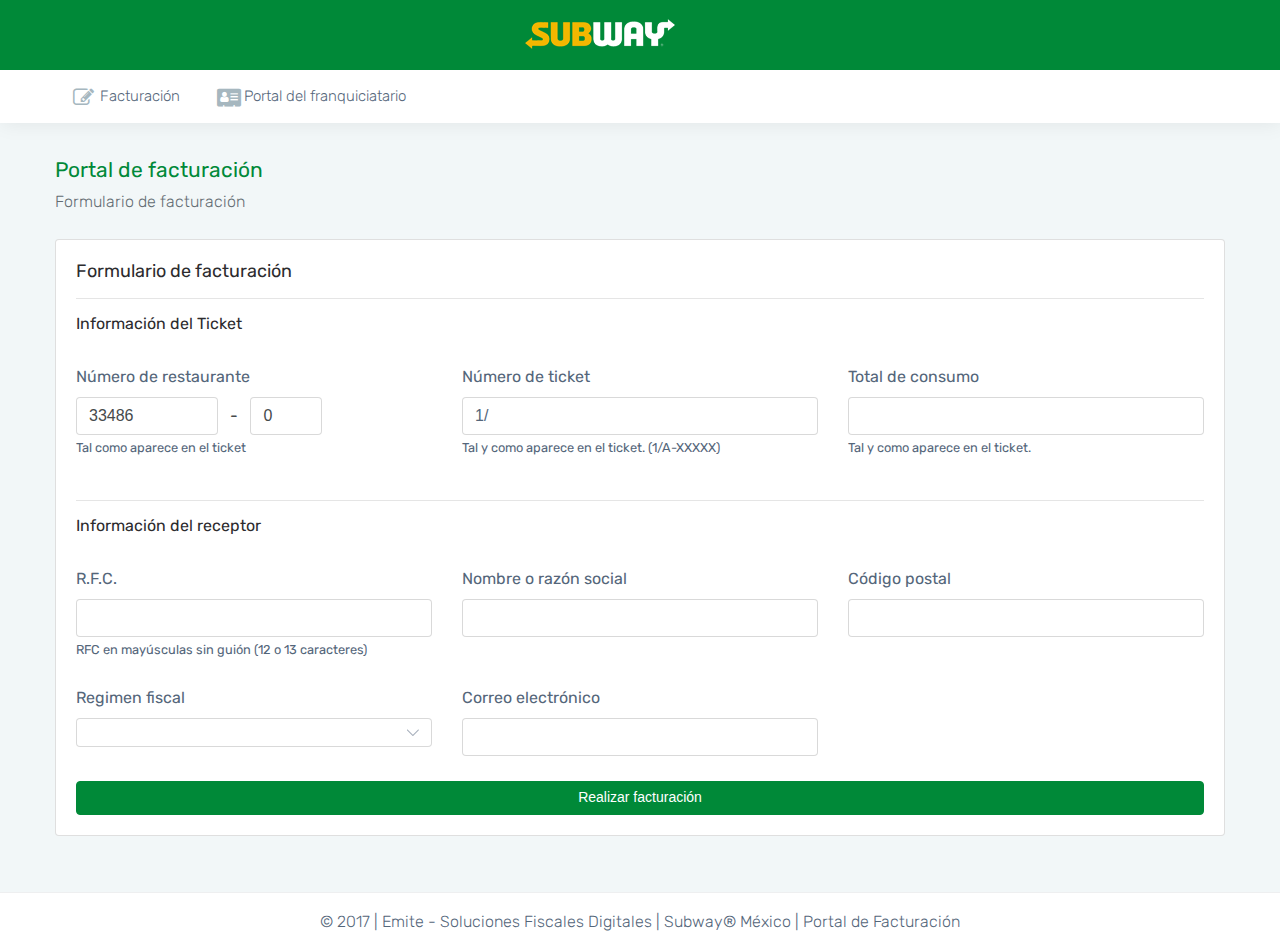 SUBWAY
Facturación
Portal del franquiciatario
Portal de facturación
Formulario de facturación
Formulario de facturación
Información del Ticket
Número de restaurante
Número de ticket
Total de consumo
33486 - 0
1/
Tal como aparece en el ticket
Tal y como aparece en el ticket. (1/A-XXXXX)
Tal y como aparece en el ticket.
Información del receptor
R.F.C.
Nombre o razón social
Código postal
RFC en mayúsculas sin guión (12 o 13 caracteres)
Regimen fiscal
Correo electrónico
Realizar facturación
© 2017 | Emite - Soluciones Fiscales Digitales | Subway® México | Portal de Facturación